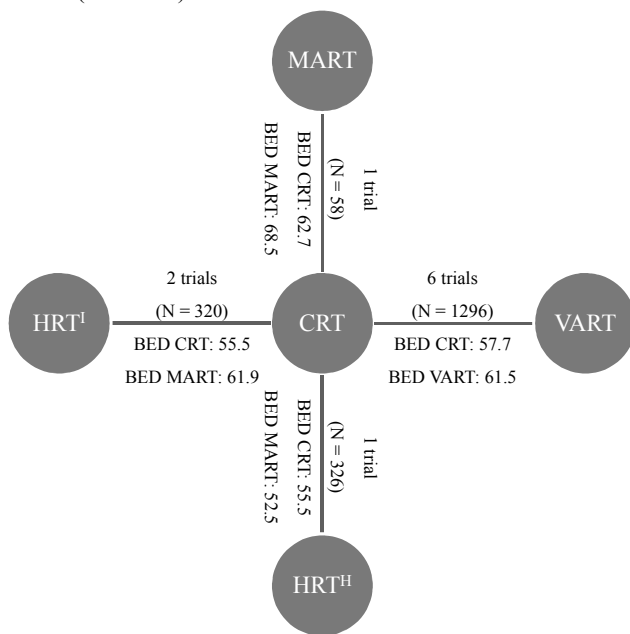 MART
1 trial
(N = 58)
BED CRT: 62.7
BED MART: 68.5
HRTᴵ
2 trials
(N = 320)
BED CRT: 55.5
BED MART: 61.9
CRT
6 trials
(N = 1296)
BED CRT: 57.7
BED VART: 61.5
VART
1 trial
(N = 326)
BED CRT: 55.5
BED MART: 52.5
HRTᴴ